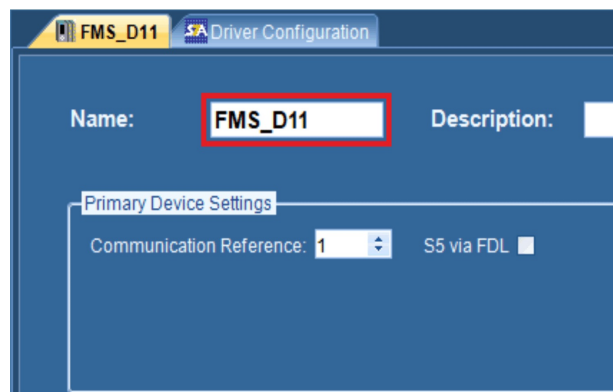 FMS_D11 Driver Configuration
Name: FMS_D11 Description:
Primary Device Settings
Communication Reference: 1 S5 via FDL